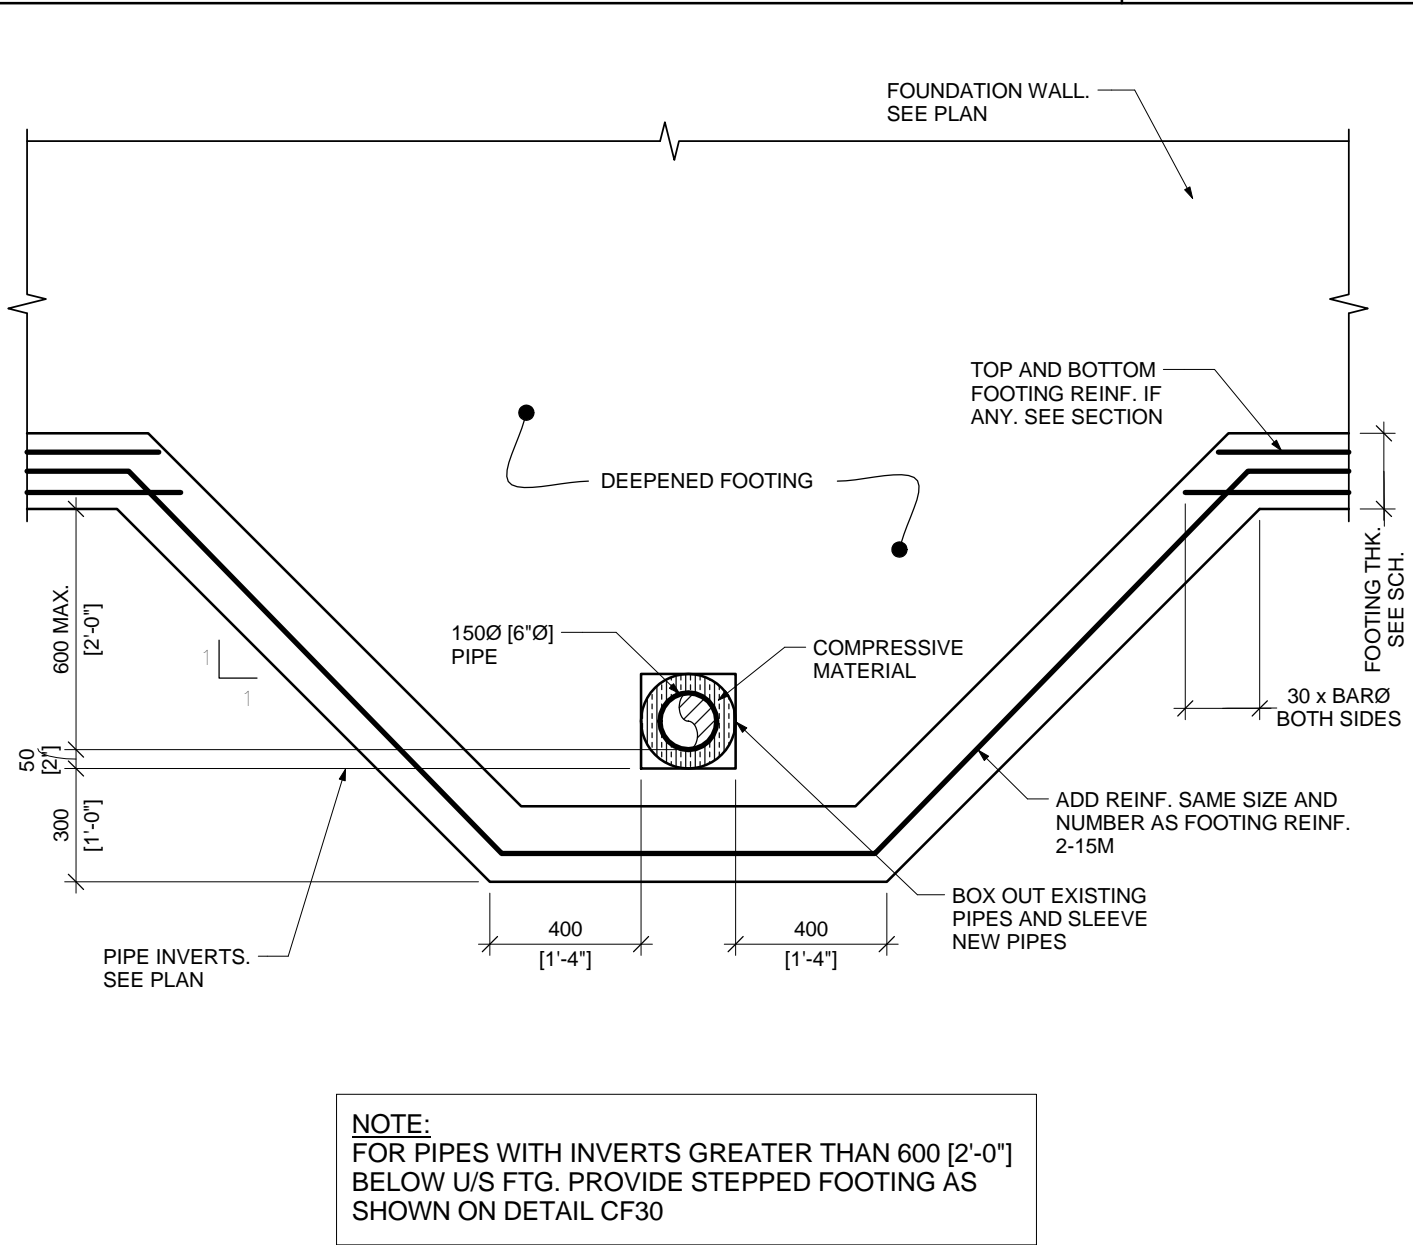 FOUNDATION WALL.
SEE PLAN
TOP AND BOTTOM
FOOTING REINF. IF
ANY. SEE SECTION
DEEPENED FOOTING
FOOTING THK.
SEE SCH.
600 MAX.
[2'-0"]
150Ø [6"Ø]
PIPE
COMPRESSIVE
MATERIAL
1
1
30 x BARØ
BOTH SIDES
50
[2"]
300
[1'-0"]
ADD REINF. SAME SIZE AND
NUMBER AS FOOTING REINF.
2-15M
BOX OUT EXISTING
PIPES AND SLEEVE
NEW PIPES
400
[1'-4"]
400
[1'-4"]
PIPE INVERTS.
SEE PLAN
NOTE:
FOR PIPES WITH INVERTS GREATER THAN 600 [2'-0"]
BELOW U/S FTG. PROVIDE STEPPED FOOTING AS
SHOWN ON DETAIL CF30